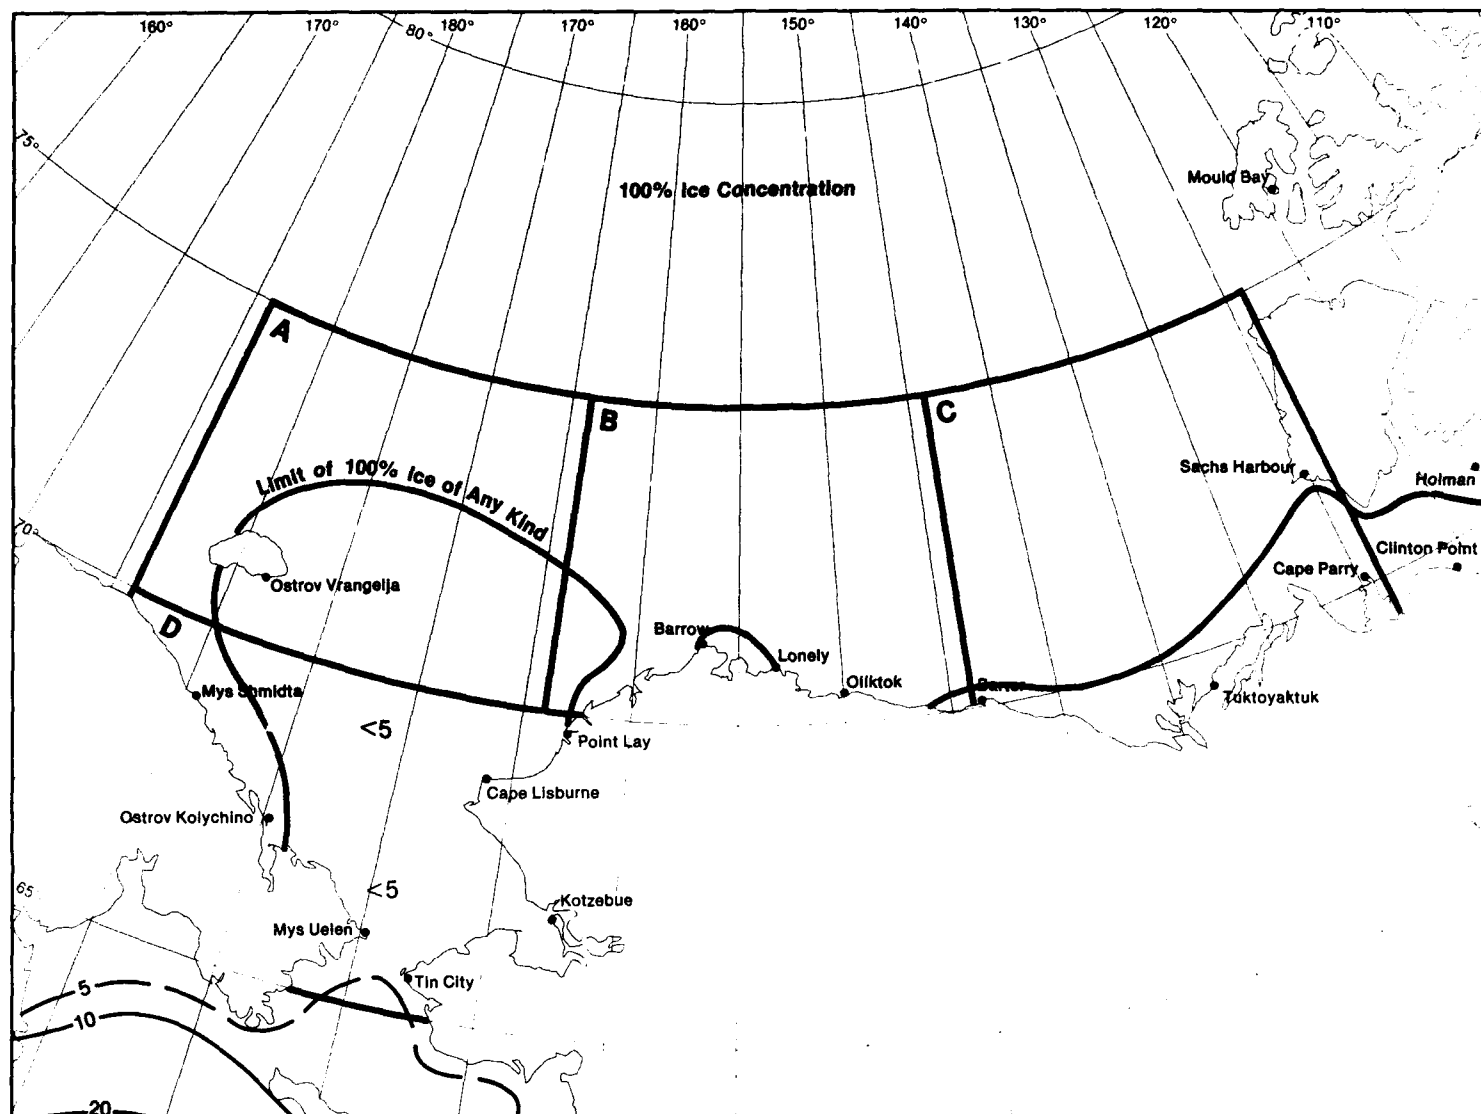 160°
170°
180°
170°
160°
150°
140°
130°
120°
110°
80°
75°
Mould Bay
100% Ice Concentration
A
B
C
Limit of 100% Ice of Any Kind
Sachs Harbour
Holman
70°
Clinton Point
Cape Parry
Ostrov Vrangelja
D
Barrow
Lonely
Oliktok
Barter
Tuktoyaktuk
Mys Shmidta
<5
Point Lay
Cape Lisburne
Ostrov Kolychino
65
<5
Kotzebue
Mys Uelen
Tin City
5
10
20